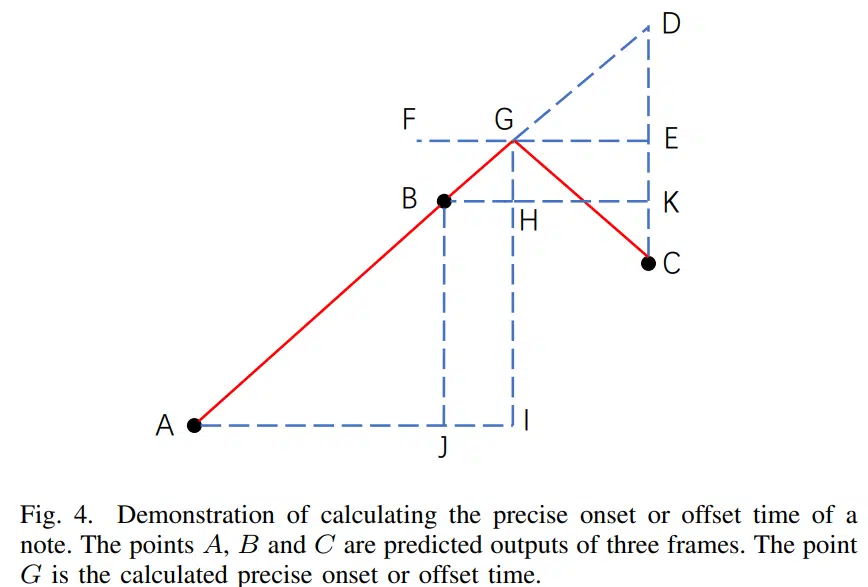 D
F
G
E
B
K
H
C
A
I
J
Fig. 4. Demonstration of calculating the precise onset or offset time of a
note. The points A, B and C are predicted outputs of three frames. The point
G is the calculated precise onset or offset time.